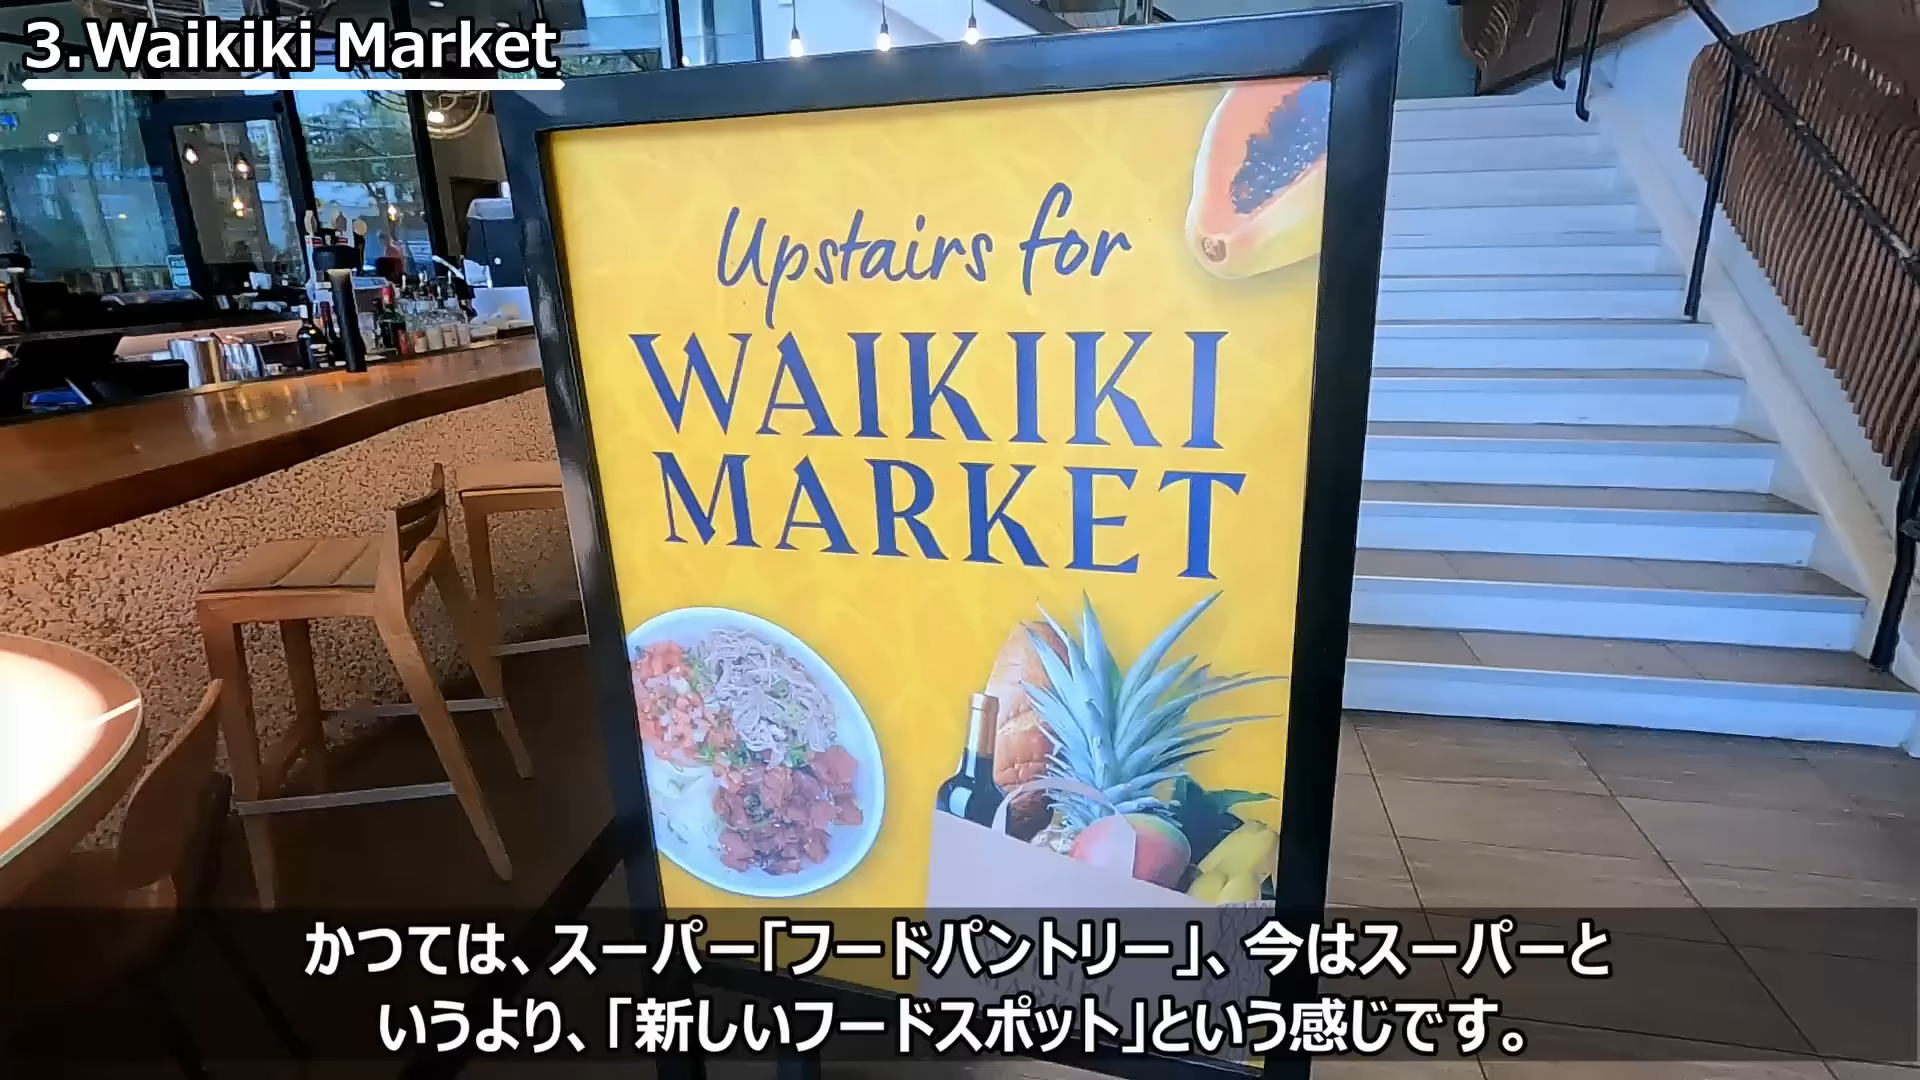 3.Waikiki Market
Upstairs for
WAIKIKI
MARKET
かつては、スーパー「フードパントリー」、今はスーパーと
いうより、「新しいフードスポット」という感じです。